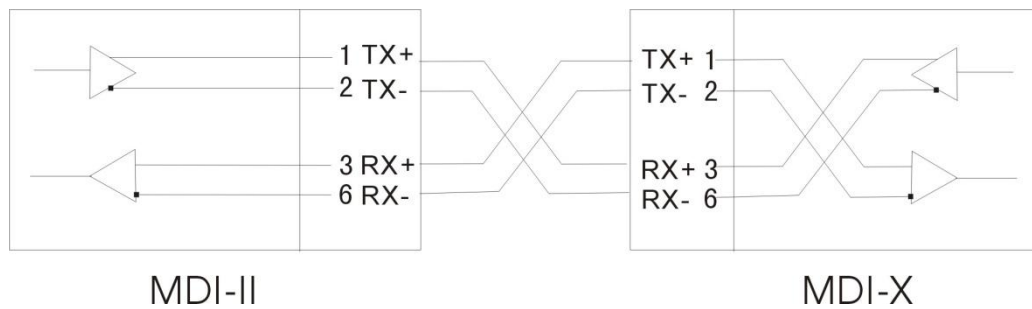 1 TX+
2 TX-
3 RX+
6 RX-
TX+ 1
TX- 2
RX+ 3
RX- 6
MDI-II
MDI-X